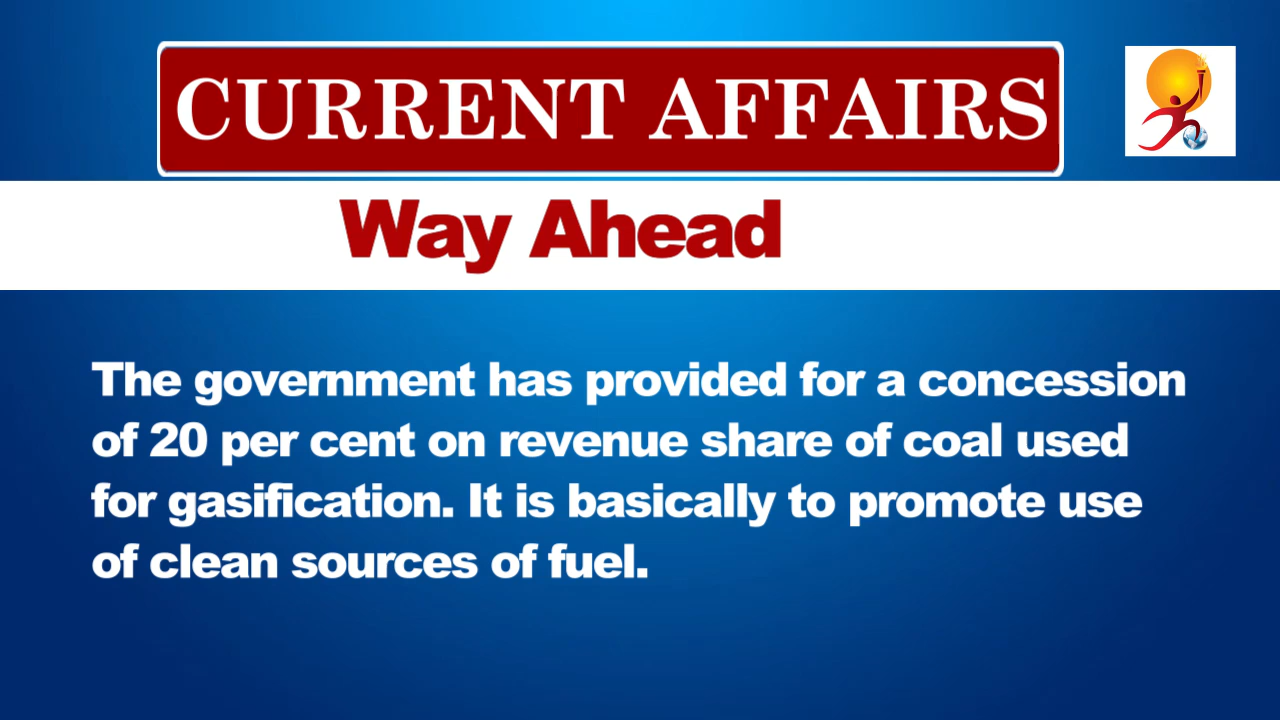 CURRENT AFFAIRS
Way Ahead
The government has provided for a concession
of 20 per cent on revenue share of coal used
for gasification. It is basically to promote use
of clean sources of fuel.